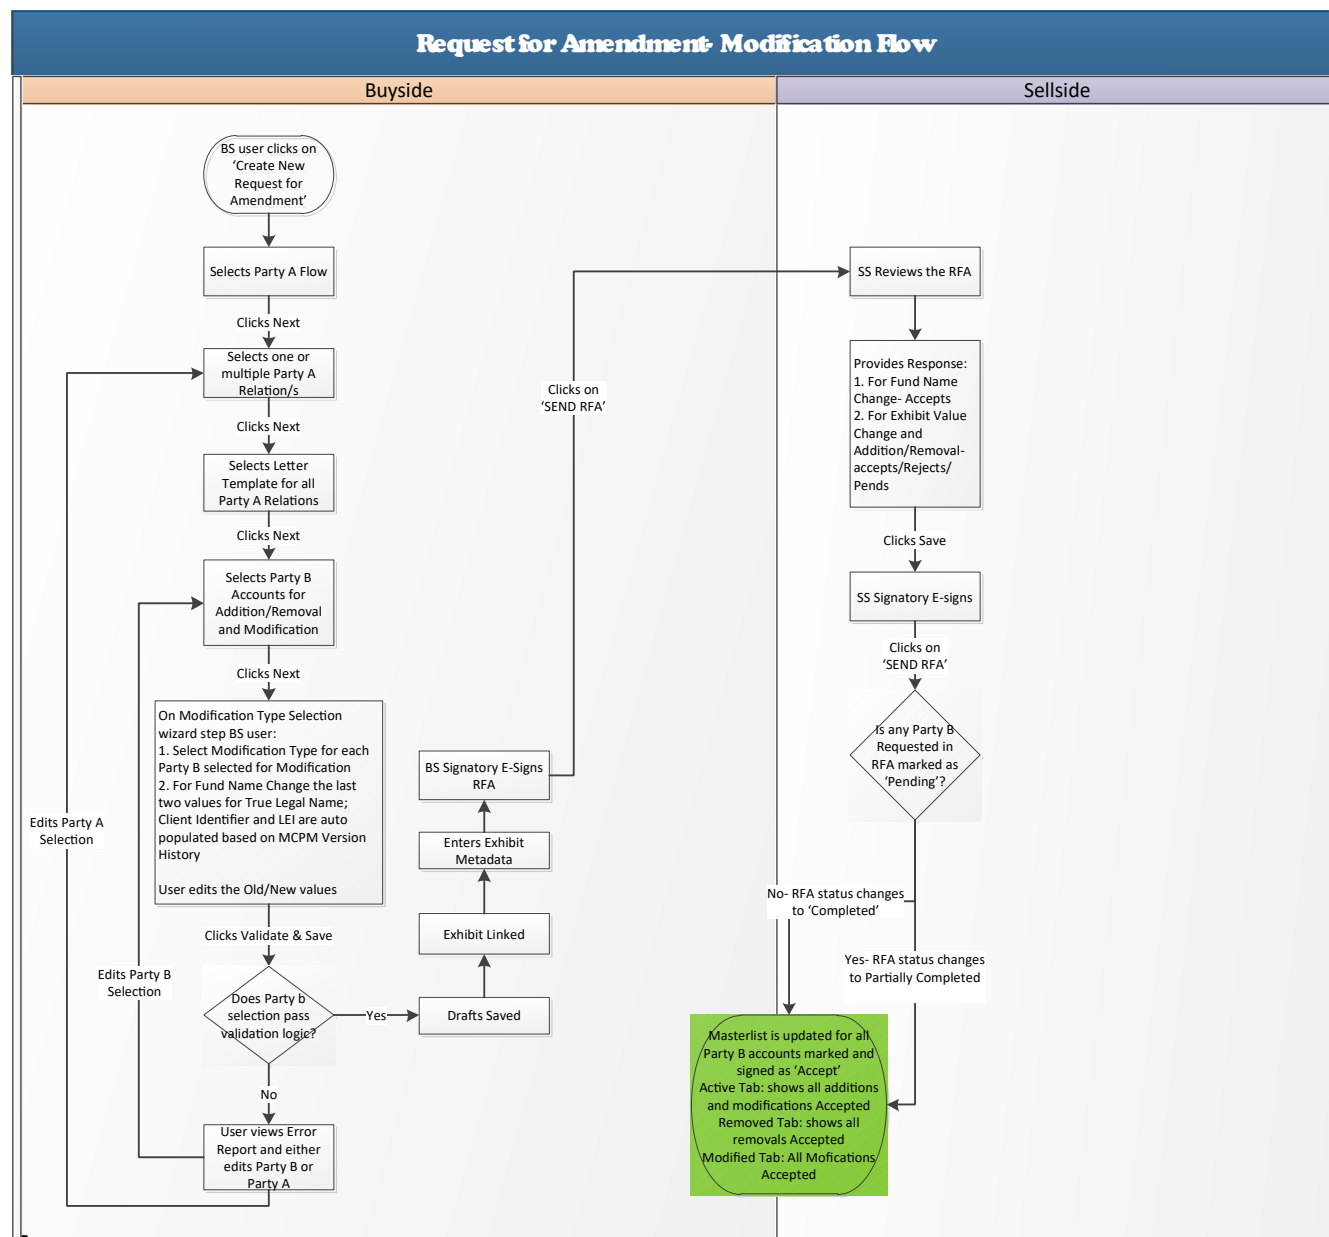 Request for Amendment- Modification Flow
Buyside
Sellside
BS user clicks on
‘Create New
Request for
Amendment’
Selects Party A Flow
Clicks Next
Selects one or
multiple Party A
Relation/s
Clicks Next
Selects Letter
Template for all
Party A Relations
Clicks Next
Selects Party B
Accounts for
Addition/Removal
and Modification
Clicks Next
On Modification Type Selection
wizard step BS user:
1. Select Modification Type for each
Party B selected for Modification
2. For Fund Name Change the last
two values for True Legal Name;
Client Identifier and LEI are auto
populated based on MCPM Version
History
User edits the Old/New values
Clicks Validate & Save
Does Party b
selection pass
validation logic?
Yes
No
User views Error
Report and either
edits Party B or
Party A
Edits Party A
Selection
Edits Party B
Selection
Drafts Saved
Exhibit Linked
Enters Exhibit
Metadata
BS Signatory E-Signs
RFA
Clicks on
‘SEND RFA’
SS Reviews the RFA
Provides Response:
1. For Fund Name
Change- Accepts
2. For Exhibit Value
Change and
Addition/Removal-
accepts/Rejects/
Pends
Clicks Save
SS Signatory E-signs
Clicks on
‘SEND RFA’
Is any Party B
Requested in
RFA marked as
‘Pending’?
No- RFA status changes
to ‘Completed’
Yes- RFA status changes
to Partially Completed
Masterlist is updated for all
Party B accounts marked and
signed as ‘Accept’
Active Tab: shows all additions
and modifications Accepted
Removed Tab: shows all
removals Accepted
Modified Tab: All Mofications
Accepted